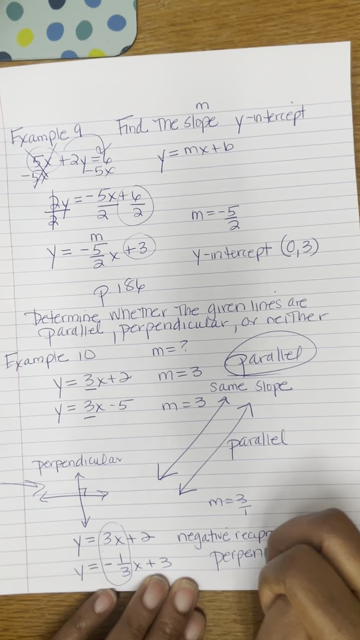 m
Example 9 Find the slope y-intercept
5x + 2y = 6 y = mx + b
-5x -5x
2y = -5x + 6 m = -5/2
2 2 2
m
y = -5/2 x + 3 y-intercept (0,3)
p 186
Determine whether the given lines are
parallel, perpendicular, or neither
Example 10 m = ? parallel
y = 3x + 2 m = 3 same slope
y = 3x - 5 m = 3
parallel
perpendicular
m = 3/1
y = 3x + 2 negative
y = -1/3 x + 3